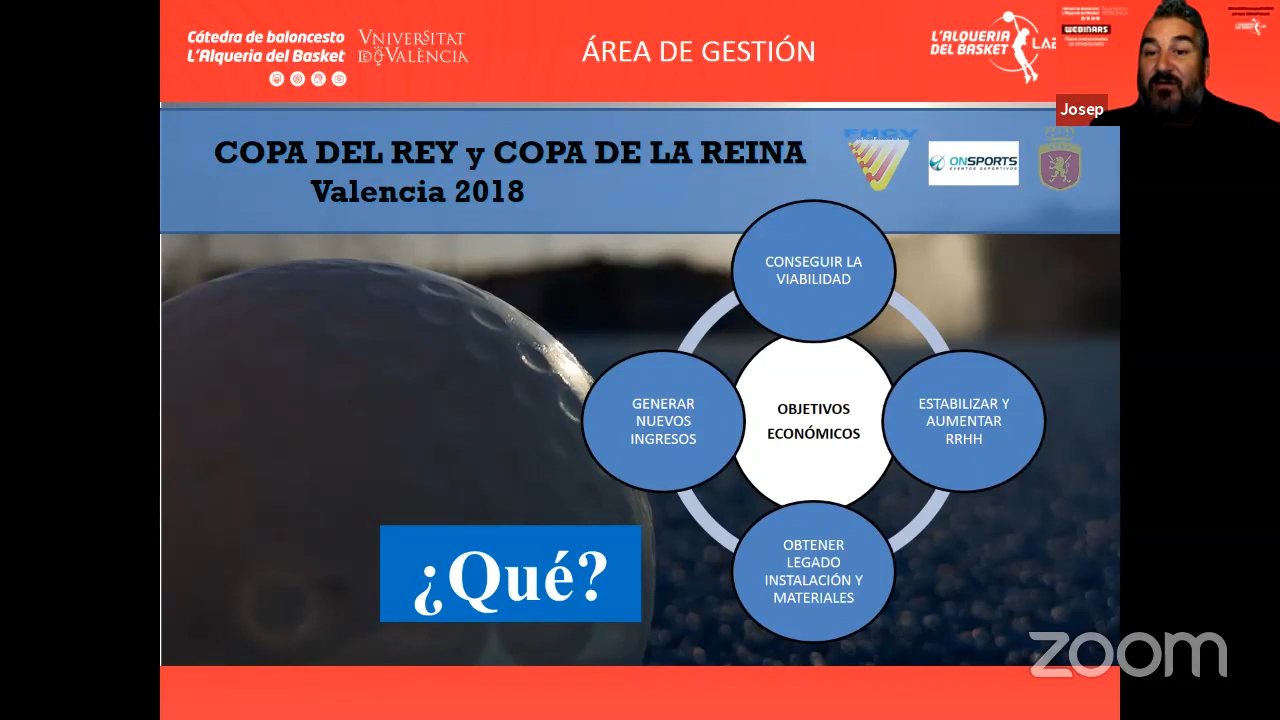 Cátedra de baloncesto
L'Alqueria del Basket
VNIVERSITAT
DE VALÈNCIA
ÁREA DE GESTIÓN
L'ALQUERIA
DEL BASKET
LAB
WEBINARS
Josep
COPA DEL REY y COPA DE LA REINA
Valencia 2018
FHCV
ONSPORTS
EVENTOS DEPORTIVOS
CONSEGUIR LA
VIABILIDAD
GENERAR
NUEVOS
INGRESOS
OBJETIVOS
ECONÓMICOS
ESTABILIZAR Y
AUMENTAR
RRHH
OBTENER
LEGADO
INSTALACIÓN Y
MATERIALES
¿Qué?
zoom